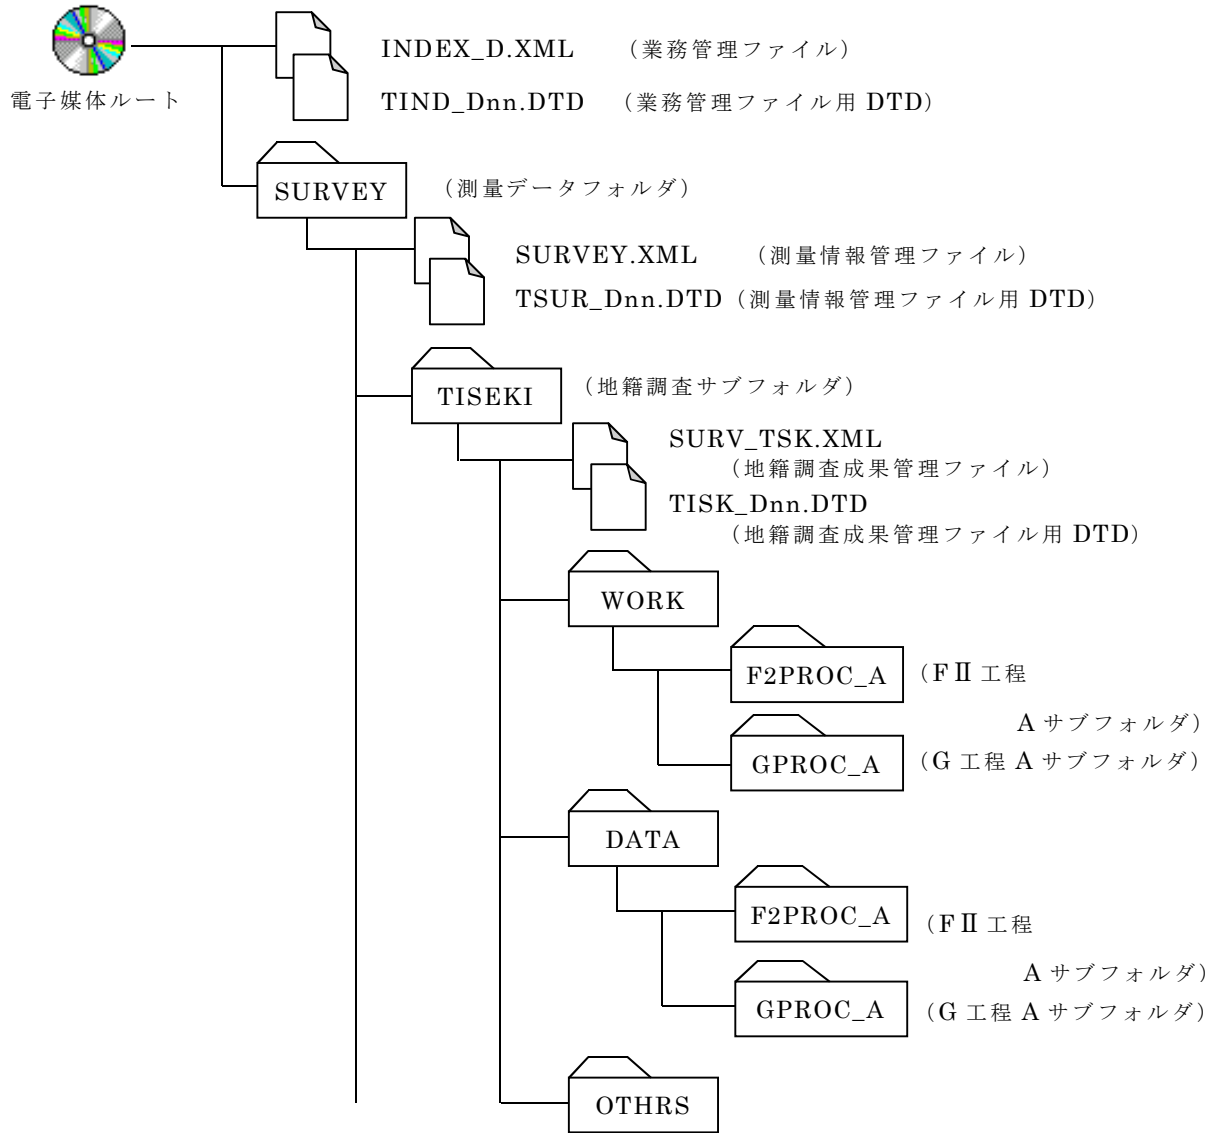 INDEX_D.XML （業務管理ファイル）
電子媒体ルート
TIND_Dnn.DTD （業務管理ファイル用 DTD）
SURVEY （測量データフォルダ）
SURVEY.XML （測量情報管理ファイル）
TSUR_Dnn.DTD（測量情報管理ファイル用 DTD）
TISEKI （地籍調査サブフォルダ）
SURV_TSK.XML
（地籍調査成果管理ファイル）
TISK_Dnn.DTD
（地籍調査成果管理ファイル用 DTD）
WORK
F2PROC_A （FⅡ工程
A サブフォルダ）
GPROC_A （G 工程 A サブフォルダ）
DATA
F2PROC_A （FⅡ工程
A サブフォルダ）
GPROC_A （G 工程 A サブフォルダ）
OTHRS